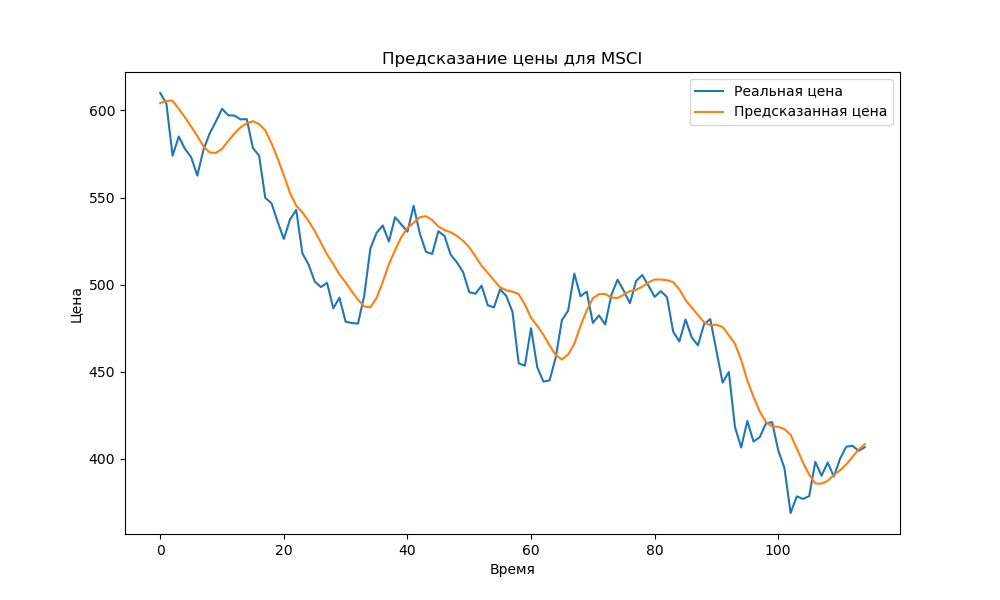 Предсказание цены для MSCI
Реальная цена
Предсказанная цена
Цена
600
550
500
450
400
0 20 40 60 80 100
Время